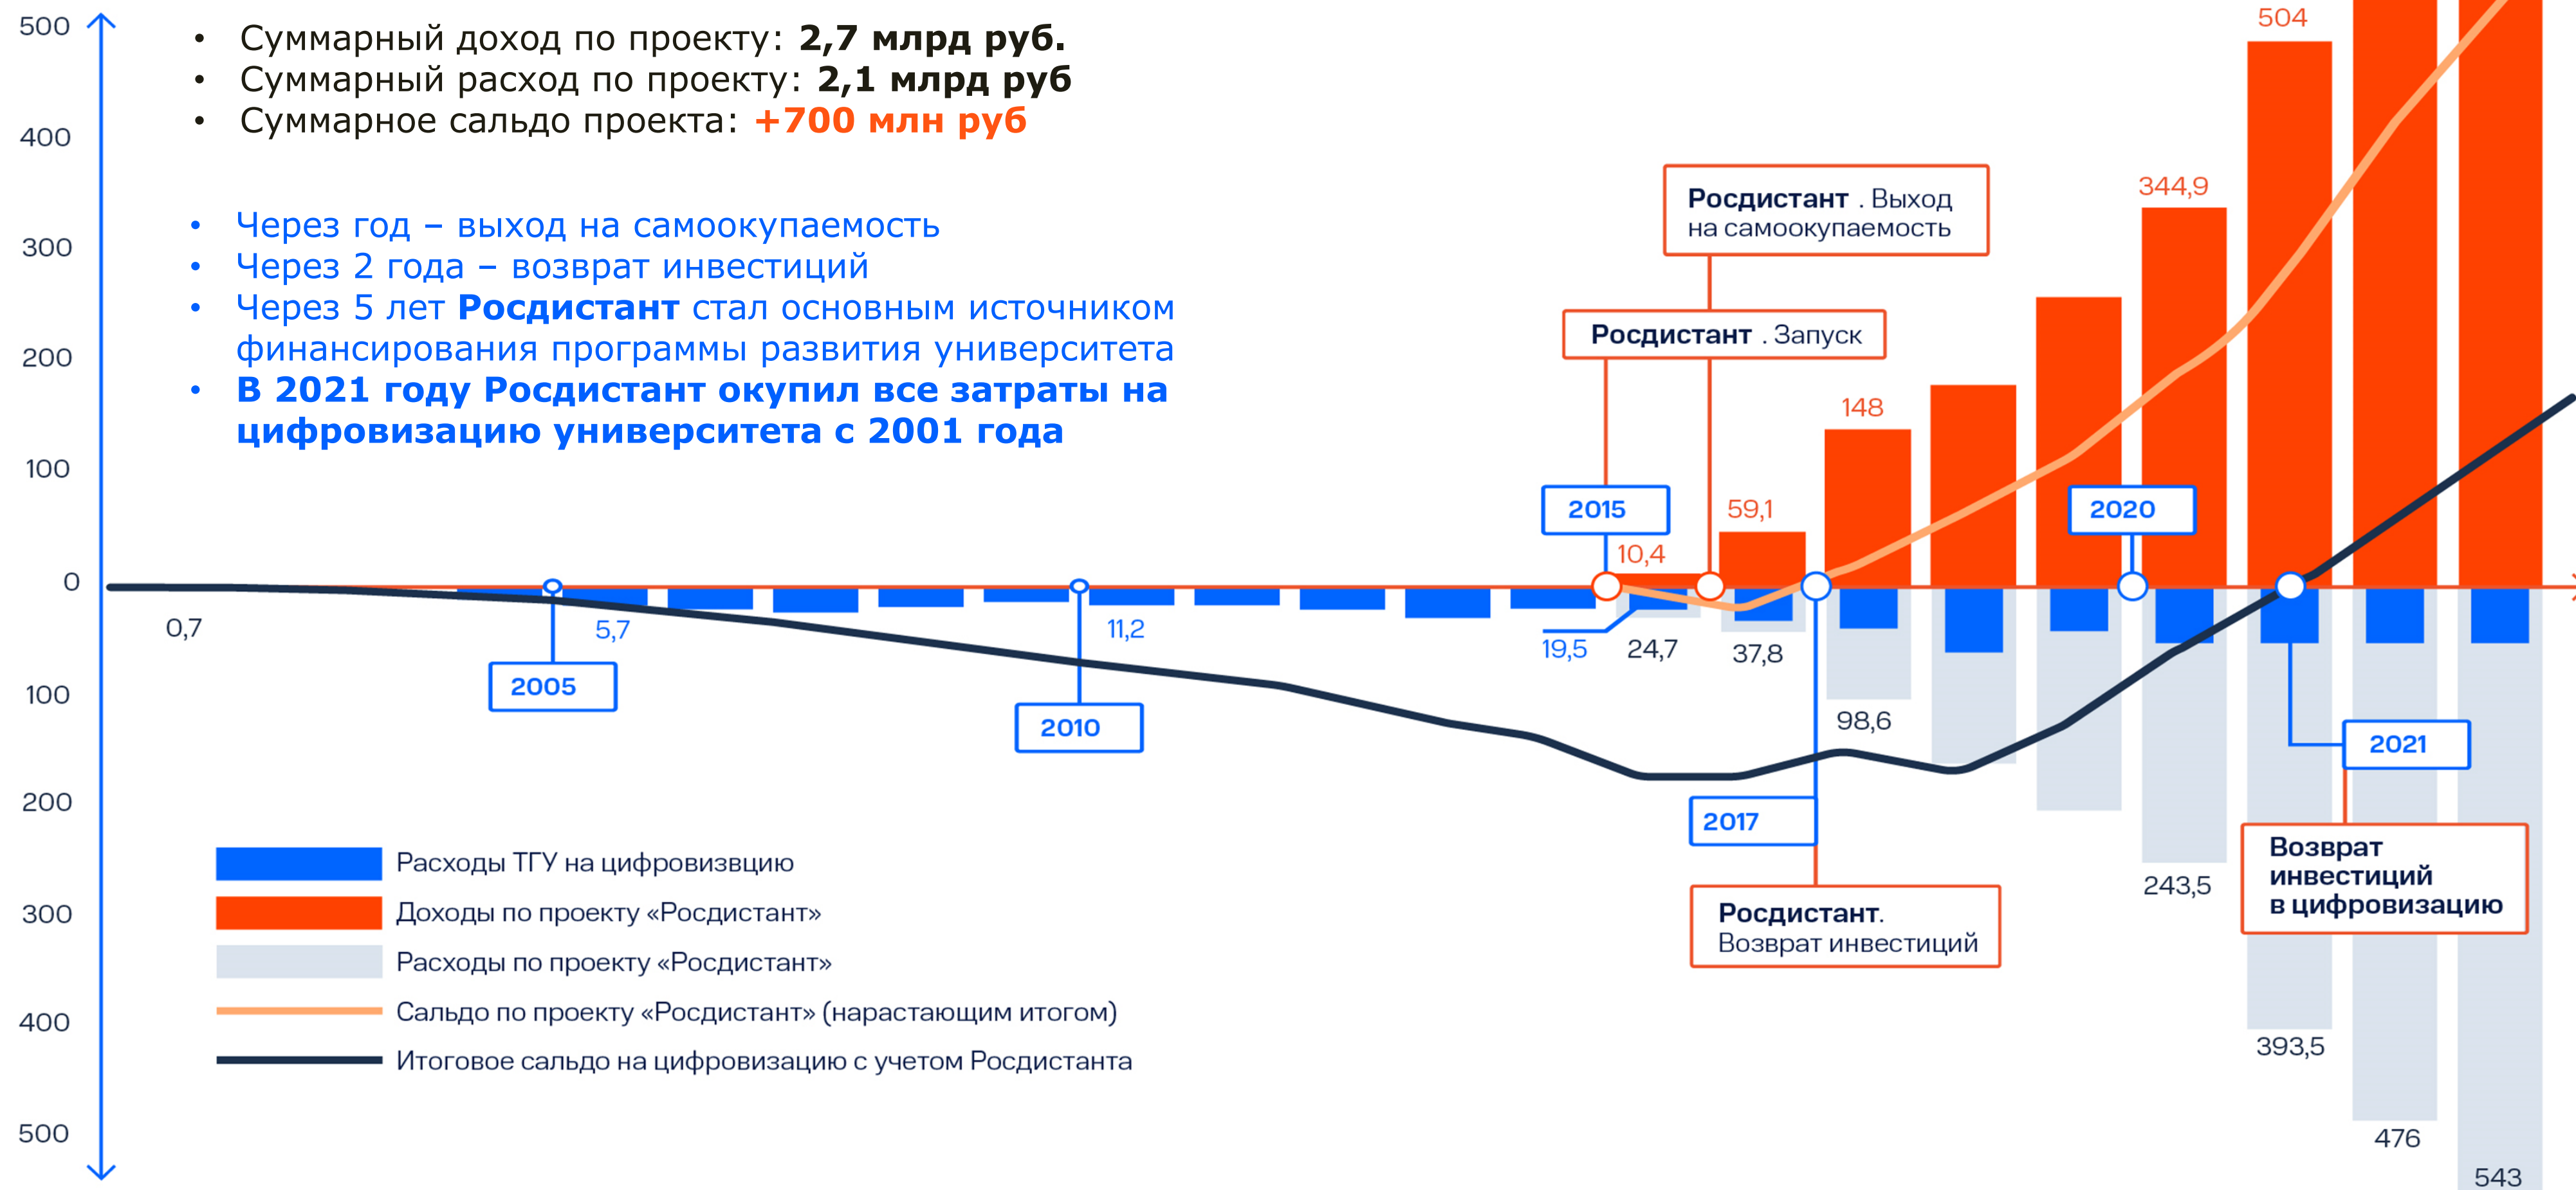 • Суммарный доход по проекту: 2,7 млрд руб.
• Суммарный расход по проекту: 2,1 млрд руб
• Суммарное сальдо проекта: +700 млн руб
• Через год – выход на самоокупаемость
• Через 2 года – возврат инвестиций
• Через 5 лет Росдистант стал основным источником
финансирования программы развития университета
• В 2021 году Росдистант окупил все затраты на
цифровизацию университета с 2001 года
500
400
300
200
100
0
100
200
300
400
500
504
344,9
Росдистант . Выход
на самоокупаемость
Росдистант . Запуск
148
59,1
10,4
2015
2020
0,7
5,7
11,2
19,5
24,7
37,8
98,6
243,5
393,5
476
543
2005
2010
2017
2021
Росдистант.
Возврат инвестиций
Возврат
инвестиций
в цифровизацию
Расходы ТГУ на цифровизвцию
Доходы по проекту «Росдистант»
Расходы по проекту «Росдистант»
Сальдо по проекту «Росдистант» (нарастающим итогом)
Итоговое сальдо на цифровизацию с учетом Росдистанта